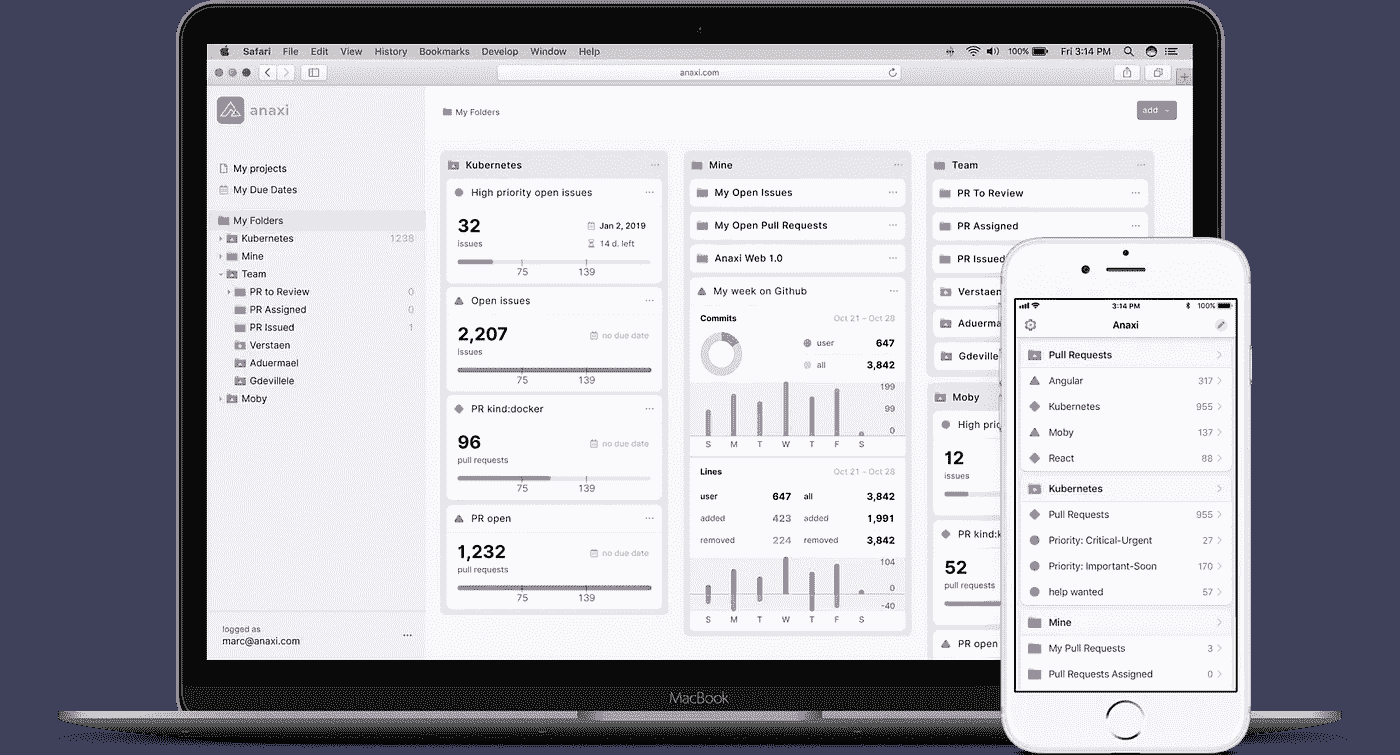 Safari File Edit View History Bookmarks Develop Window Help 100% Fri 3:14 PM
anaxi.com
anaxi
My projects
My Due Dates
My Folders
Kubernetes 1238
Mine
Team
PR to Review 0
PR Assigned 0
PR Issued 1
Verstaen
Aduermael
Gdevillele
Moby
logged as
marc@anaxi.com
My Folders
add
Kubernetes
High priority open issues
32
issues
Jan 2, 2019
14 d. left
75 139
Open issues
2,207
issues
no due date
75 139
PR kind:docker
96
pull requests
no due date
75 139
PR open
1,232
pull requests
no due date
75 139
Mine
My Open Issues
My Open Pull Requests
Anaxi Web 1.0
My week on Github
Commits Oct 21 – Oct 28
user 647
all 3,842
199
99
0
S M T W T F S
Lines Oct 21 – Oct 28
user 647 all 3,842
added 423 added 1,991
removed 224 removed 3,842
104
0
-40
S M T W T F S
Team
PR To Review
PR Assigned
PR Issued
Verstaen
Aduerma
Gdeville
Moby
High prio
12
issues
PR kind:
52
pull requests
PR open
MacBook
3:14 PM 100%
Anaxi
Pull Requests
Angular 317
Kubernetes 955
Moby 137
React 88
Kubernetes
Pull Requests 955
Priority: Critical-Urgent 27
Priority: Important-Soon 170
help wanted 57
Mine
My Pull Requests 3
Pull Requests Assigned 0